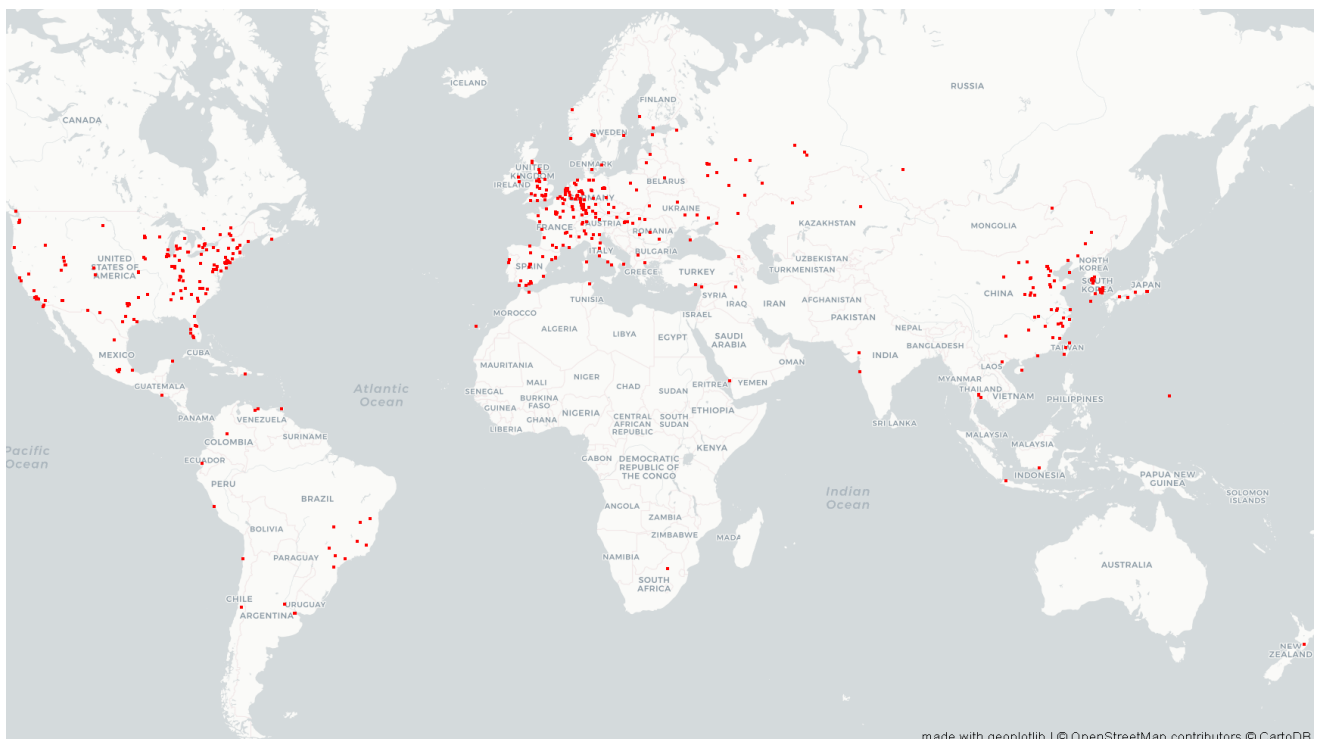 ICELAND
RUSSIA
FINLAND
CANADA
SWEDEN
UNITED
KINGDOM
DENMARK
IRELAND
BELARUS
MANY
UKRAINE
FRANCE
AUSTRIA
ROMANIA
KAZAKHSTAN
MONGOLIA
ITALY
BULGARIA
UZBEKISTAN
TURKMENISTAN
NORTH
KOREA
UNITED
STATES OF
AMERICA
SPAIN
GREECE
TURKEY
SOUTH
KOREA
JAPAN
CHINA
TUNISIA
SYRIA
IRAQ
IRAN
AFGHANISTAN
MOROCCO
ISRAEL
PAKISTAN
ALGERIA
LIBYA
EGYPT
NEPAL
SAUDI
ARABIA
BANGLADESH
TAIWAN
MEXICO
CUBA
INDIA
OMAN
LAOS
MAURITANIA
MYANMAR
GUATEMALA
Atlantic
Ocean
MALI
NIGER
CHAD
SUDAN
ERITREA
YEMEN
THAILAND
SENEGAL
BURKINA
FASO
VIETNAM
PHILIPPINES
GUINEA
NIGERIA
GHANA
ETHIOPIA
PANAMA
VENEZUELA
LIBERIA
CENTRAL
AFRICAN
REPUBLIC
SOUTH
SUDAN
SRI LANKA
SURINAME
COLOMBIA
MALAYSIA
MALAYSIA
Pacific
Ocean
ECUADOR
GABON
DEMOCRATIC
REPUBLIC OF
THE CONGO
KENYA
INDONESIA
PAPUA NEW
GUINEA
PERU
BRAZIL
Indian
Ocean
SOLOMON
ISLANDS
ANGOLA
ZAMBIA
BOLIVIA
ZIMBABWE
MADA
PARAGUAY
NAMIBIA
AUSTRALIA
SOUTH
AFRICA
CHILE
URUGUAY
ARGENTINA
NEW
ZEALAND
made with geoplotlib | © OpenStreetMap contributors © CartoDB